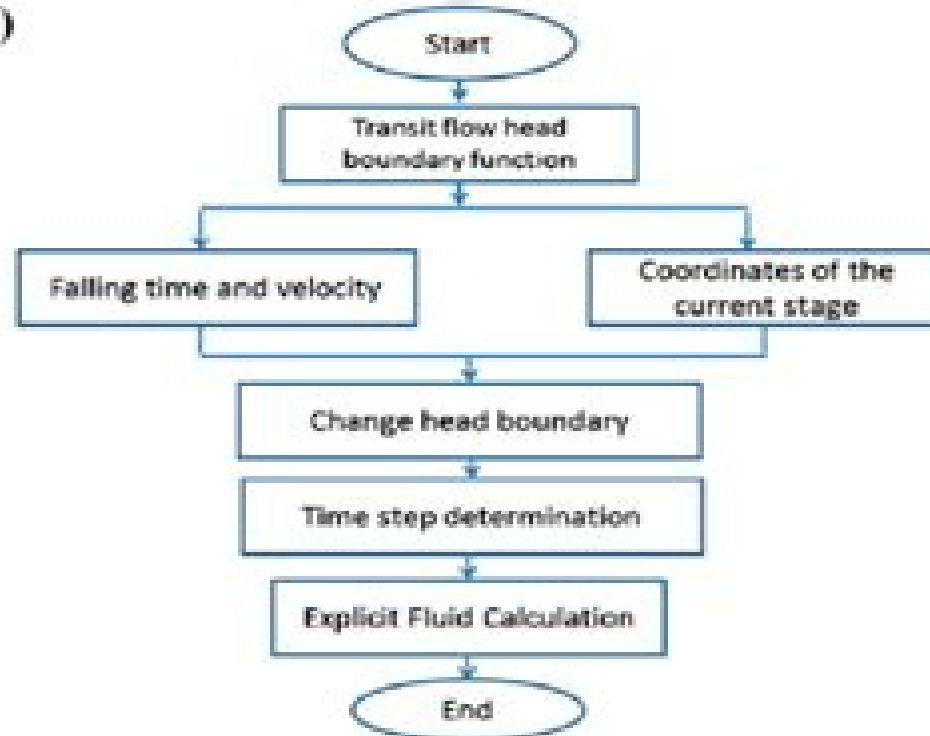 )
Start
Transit flow head
boundary function
Falling time and velocity
Coordinates of the
current stage
Change head boundary
Time step determination
Explicit Fluid Calculation
End